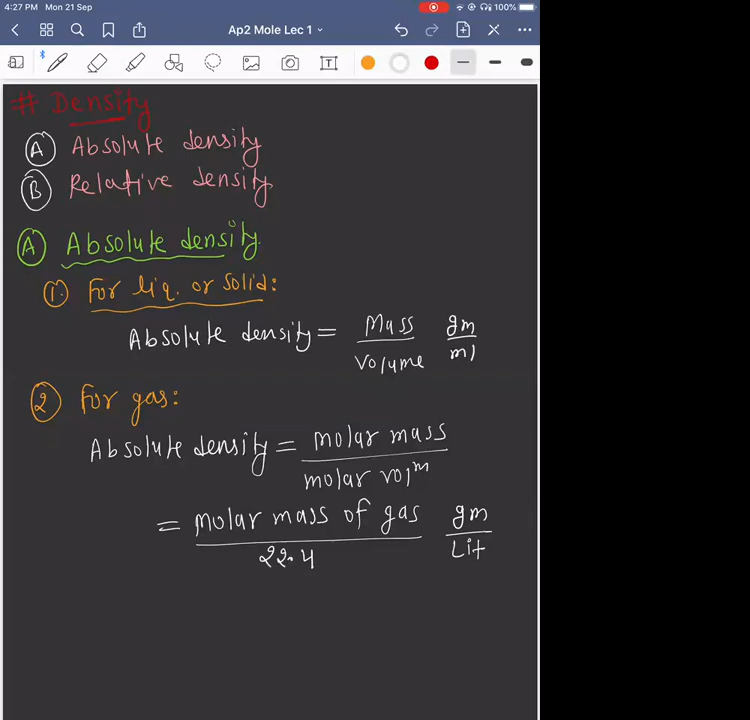 4:27 PM Mon 21 Sep 100%
Ap2 Mole Lec 1
T
# Density
A Absolute density
B Relative density
A Absolute density
1. For liq. or solid:
Absolute density = Mass / Volume gm / ml
2 For gas:
Absolute density = molar mass / molar volm
= molar mass of gas / 22.4 gm / Lit